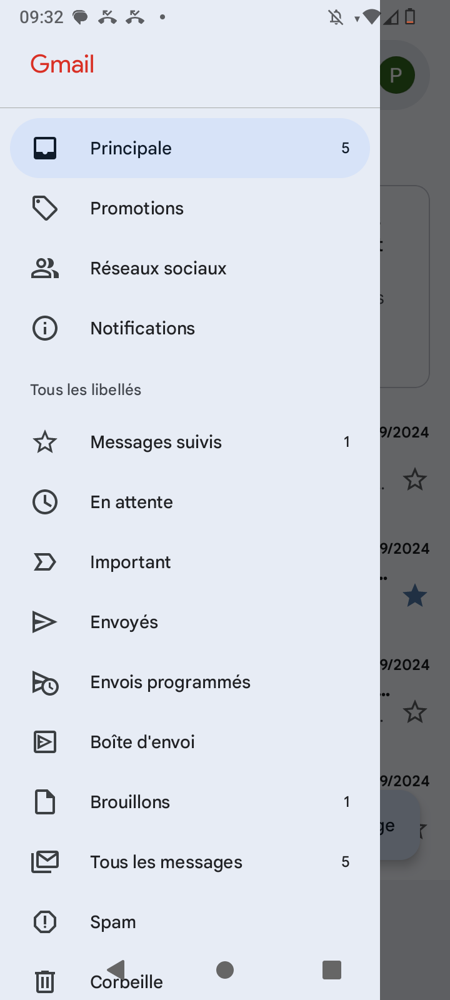 09:32
Gmail
P
Principale 5
Promotions
Réseaux sociaux
Notifications
Tous les libellés
Messages suivis 1
9/2024
En attente
9/2024
Important
Envoyés
9/2024
Envois programmés
Boîte d'envoi
9/2024
Brouillons 1
ge
Tous les messages 5
Spam
Corbeille